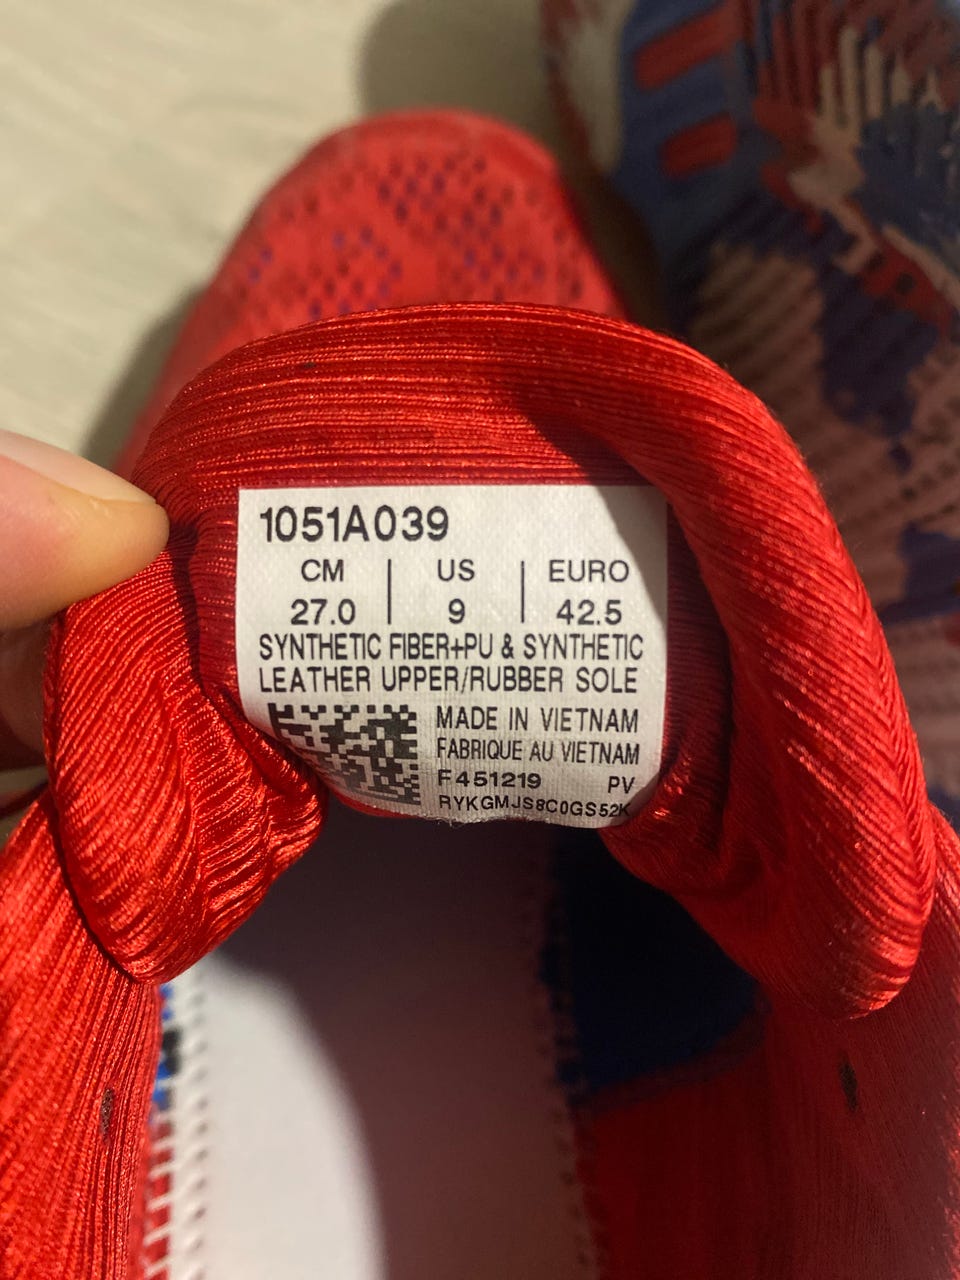 1051A039
CM | US | EURO
27.0 | 9 | 42.5
SYNTHETIC FIBER+PU & SYNTHETIC
LEATHER UPPER/RUBBER SOLE
MADE IN VIETNAM
FABRIQUE AU VIETNAM
F451219 PV
RYKGMJS8C0GS52K